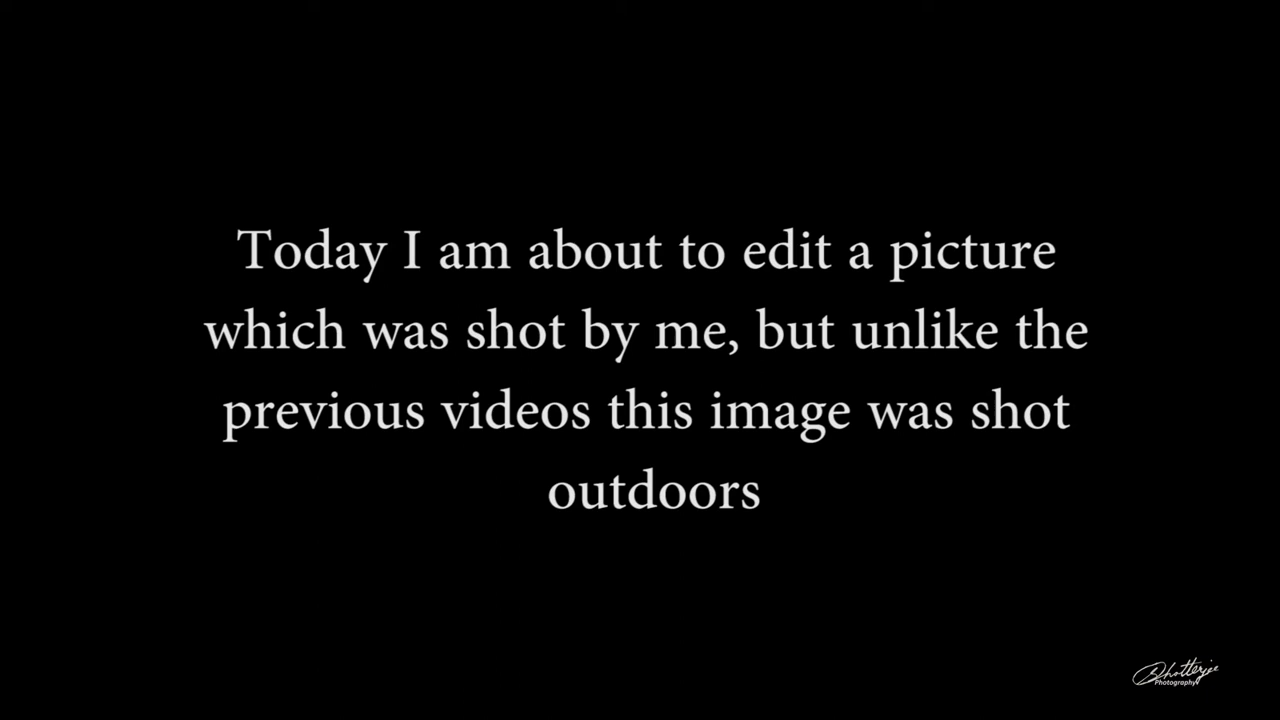 Today I am about to edit a picture
which was shot by me, but unlike the
previous videos this image was shot
outdoors
Photography